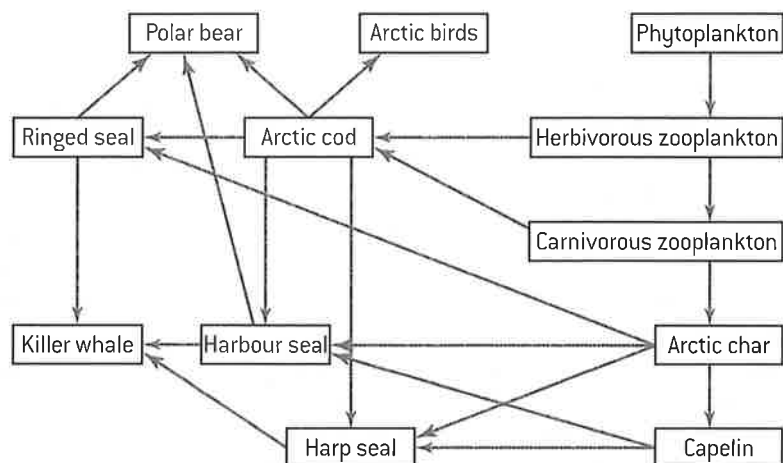 Polar bear
Arctic birds
Phytoplankton
Ringed seal
Arctic cod
Herbivorous zooplankton
Carnivorous zooplankton
Killer whale
Harbour seal
Arctic char
Harp seal
Capelin